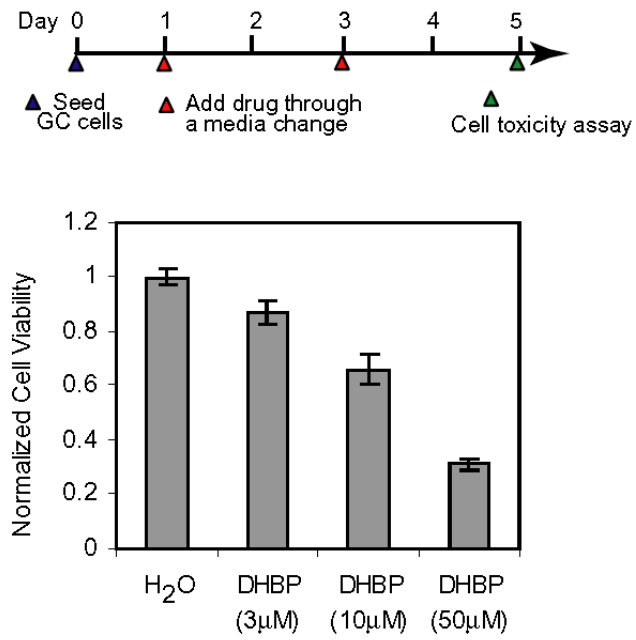 Day 0 1 2 3 4 5
Seed
GC cells
Add drug through
a media change
Cell toxicity assay
Normalized Cell Viability
1.2
1
0.8
0.6
0.4
0.2
0
H₂O DHBP DHBP DHBP
(3µM) (10µM) (50µM)